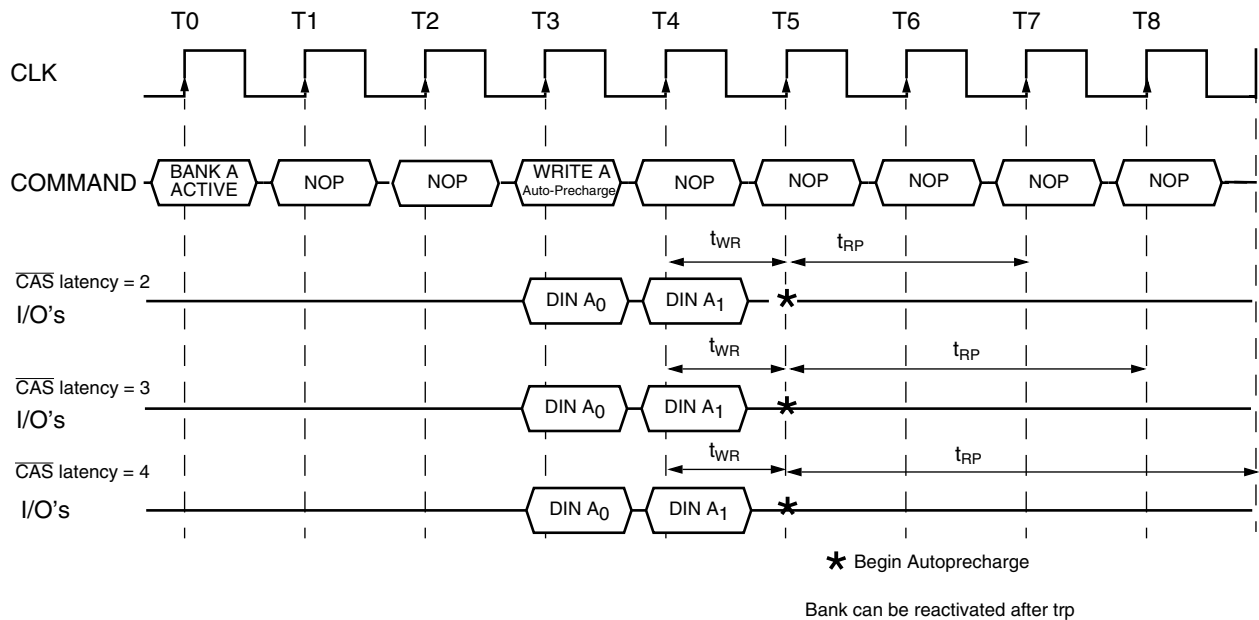 T0 T1 T2 T3 T4 T5 T6 T7 T8
CLK
COMMAND
BANK A
ACTIVE
NOP
NOP
WRITE A
Auto-Precharge
NOP
NOP
NOP
NOP
NOP
tWR
tRP
CAS latency = 2
I/O's
DIN A0
DIN A1
*
tWR
tRP
CAS latency = 3
I/O's
DIN A0
DIN A1
*
tWR
tRP
CAS latency = 4
I/O's
DIN A0
DIN A1
*
* Begin Autoprecharge
Bank can be reactivated after trp